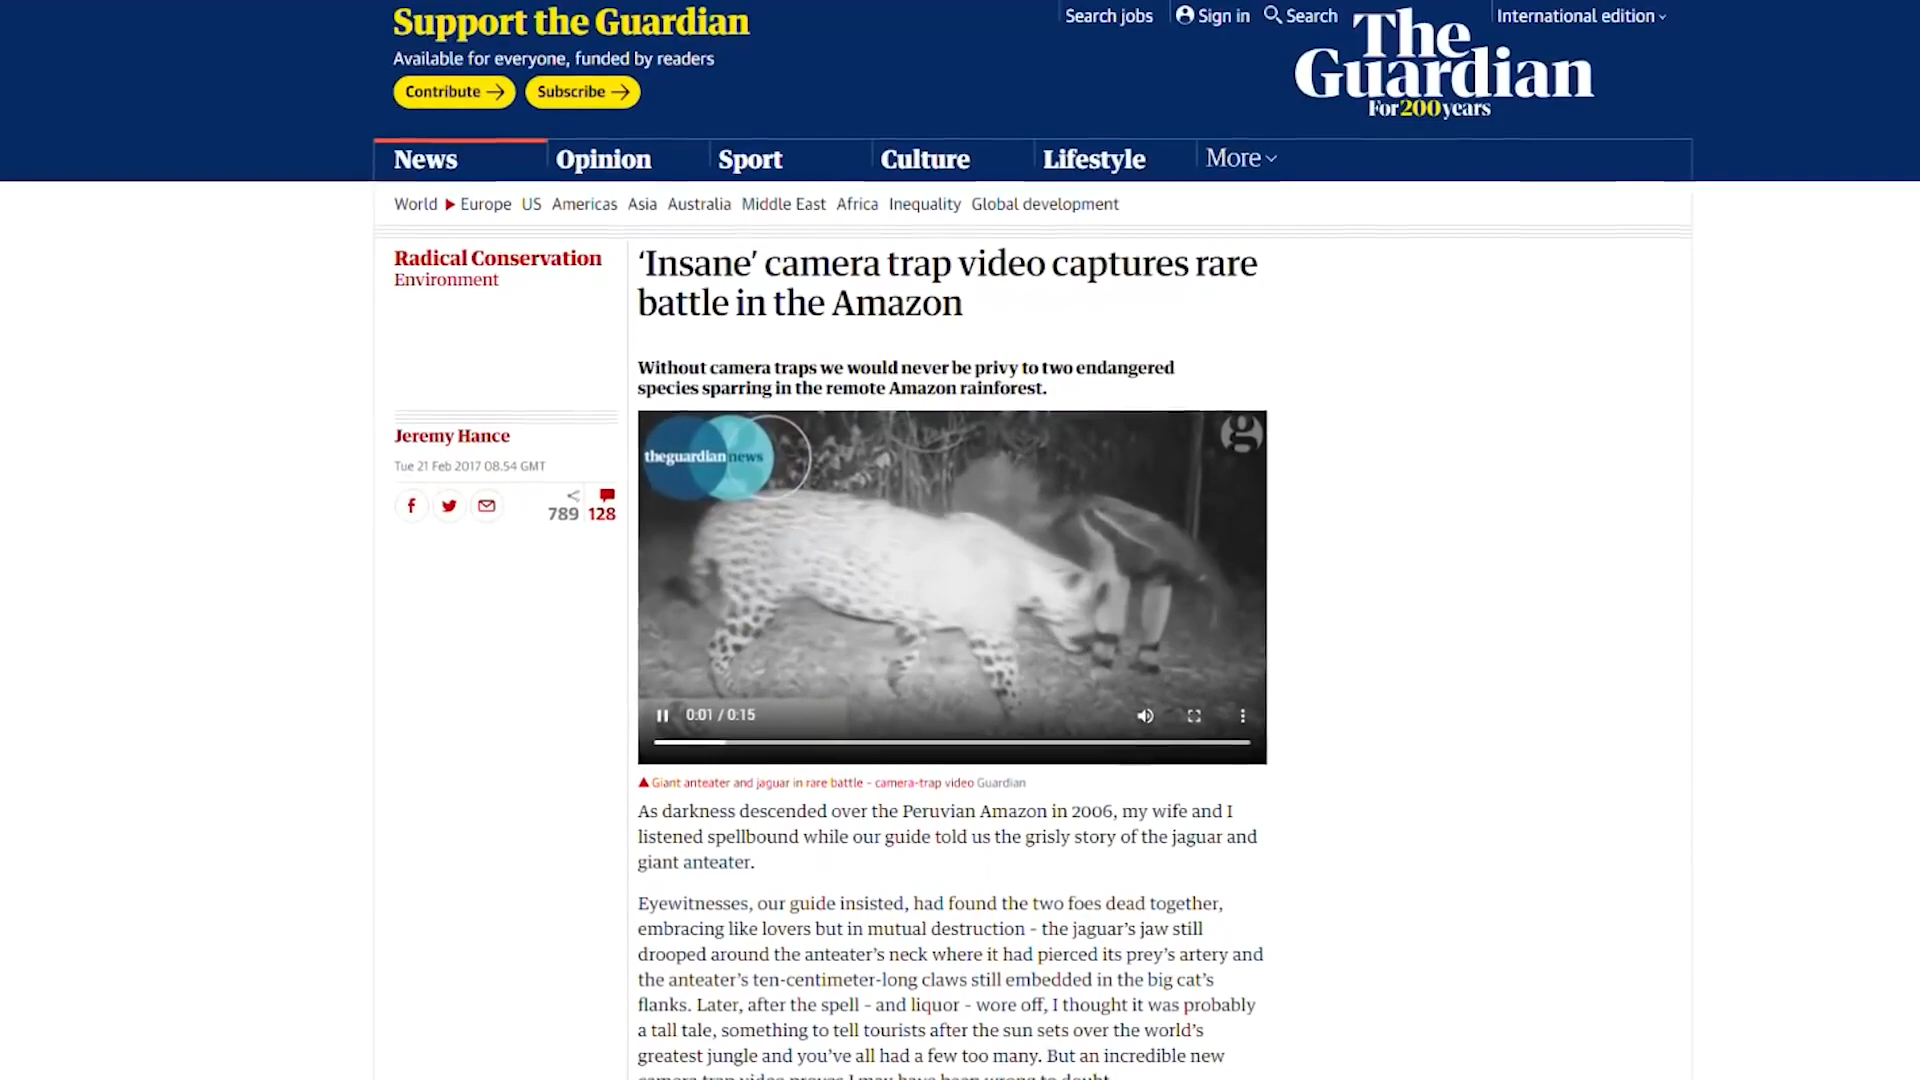 Support the Guardian
Available for everyone, funded by readers
Contribute
Subscribe
Search jobs
Sign in
Search
International edition
The
Guardian
For 200 years
News
Opinion
Sport
Culture
Lifestyle
More
World
Europe
US
Americas
Asia
Australia
Middle East
Africa
Inequality
Global development
Radical Conservation
Environment
‘Insane’ camera trap video captures rare
battle in the Amazon
Without camera traps we would never be privy to two endangered
species sparring in the remote Amazon rainforest.
Jeremy Hance
Tue 21 Feb 2017 08.54 GMT
789
128
theguardian news
g
0:01 / 0:15
Giant anteater and jaguar in rare battle – camera-trap video Guardian
As darkness descended over the Peruvian Amazon in 2006, my wife and I
listened spellbound while our guide told us the grisly story of the jaguar and
giant anteater.
Eyewitnesses, our guide insisted, had found the two foes dead together,
embracing like lovers but in mutual destruction – the jaguar’s jaw still
drooped around the anteater’s neck where it had pierced its prey’s artery and
the anteater’s ten-centimeter-long claws still embedded in the big cat’s
flanks. Later, after the spell – and liquor – wore off, I thought it was probably
a tall tale, something to tell tourists after the sun sets over the world’s
greatest jungle and you’ve all had a few too many. But an incredible new
camera trap video proves I may have been wrong to doubt.